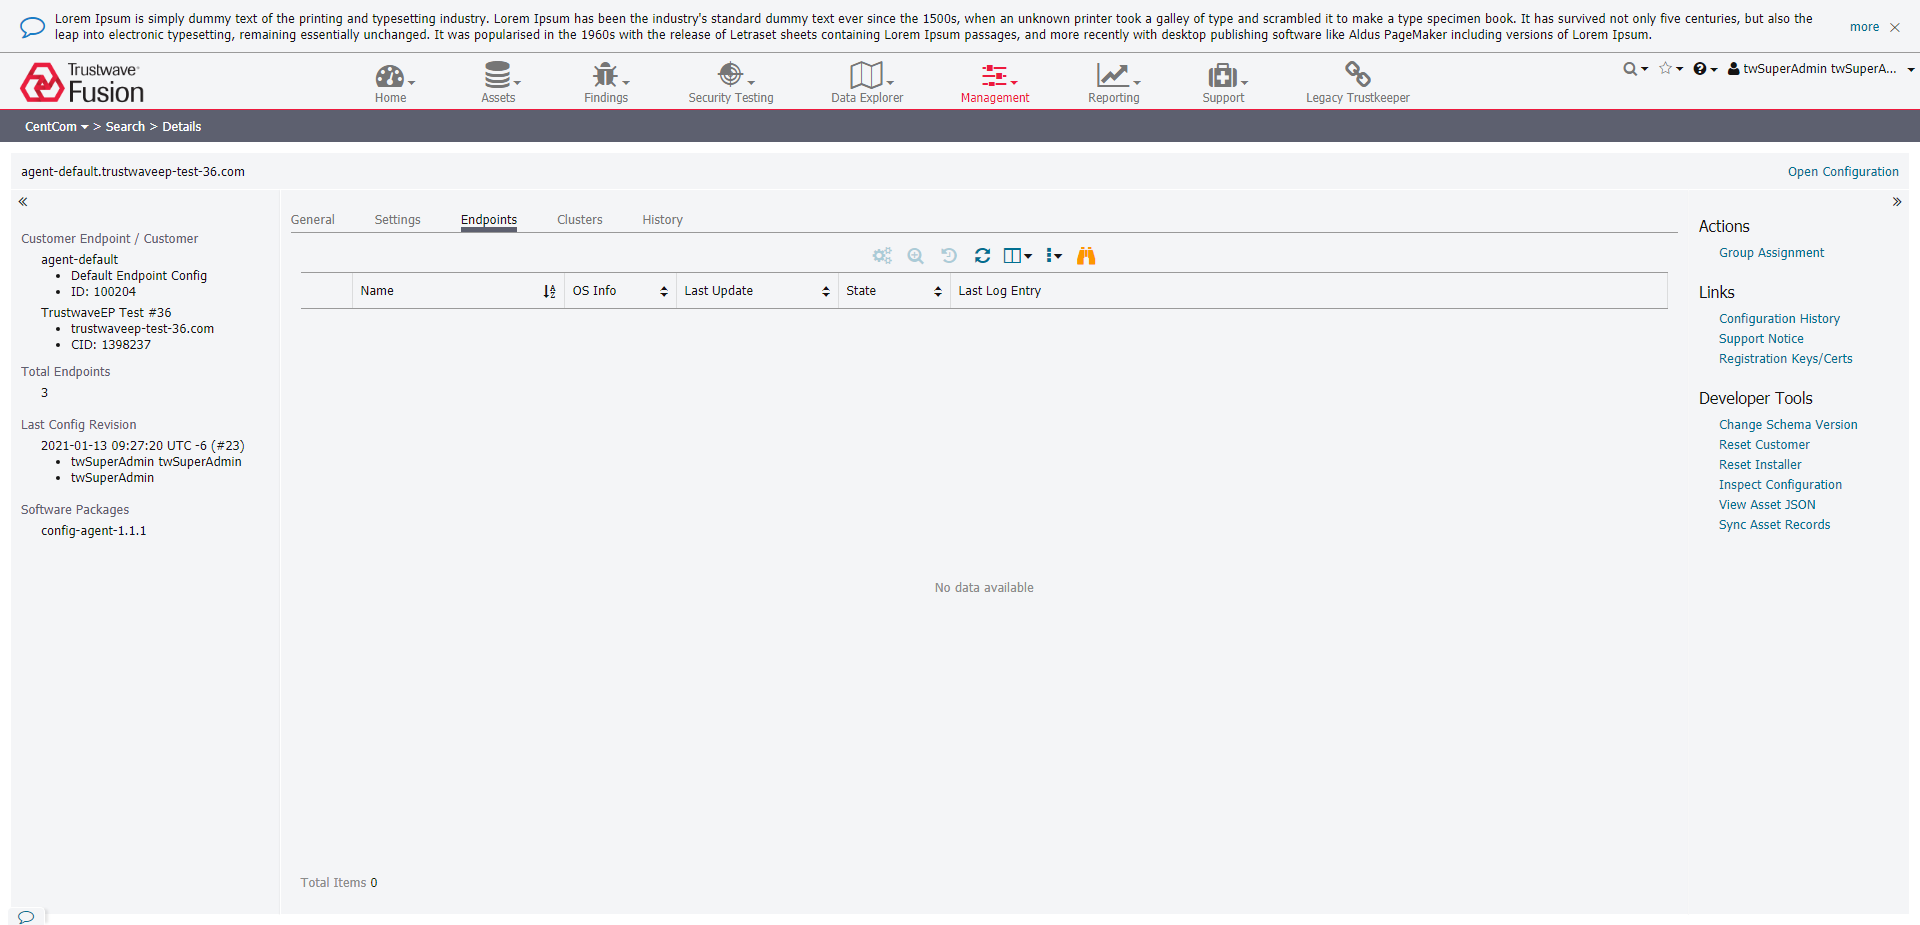 Lorem Ipsum is simply dummy text of the printing and typesetting industry. Lorem Ipsum has been the industry's standard dummy text ever since the 1500s, when an unknown printer took a galley of type and scrambled it to make a type specimen book. It has survived not only five centuries, but also the
leap into electronic typesetting, remaining essentially unchanged. It was popularised in the 1960s with the release of Letraset sheets containing Lorem Ipsum passages, and more recently with desktop publishing software like Aldus PageMaker including versions of Lorem Ipsum.
more
Trustwave
Fusion
Home
Assets
Findings
Security Testing
Data Explorer
Management
Reporting
Support
Legacy Trustkeeper
twSuperAdmin twSuperA...
CentCom > Search > Details
agent-default.trustwaveep-test-36.com
Open Configuration
Customer Endpoint / Customer
agent-default
• Default Endpoint Config
• ID: 100204
TrustwaveEP Test #36
• trustwaveep-test-36.com
• CID: 1398237
Total Endpoints
3
Last Config Revision
2021-01-13 09:27:20 UTC -6 (#23)
• twSuperAdmin twSuperAdmin
• twSuperAdmin
Software Packages
config-agent-1.1.1
General
Settings
Endpoints
Clusters
History
Name
OS Info
Last Update
State
Last Log Entry
No data available
Total Items 0
Actions
Group Assignment
Links
Configuration History
Support Notice
Registration Keys/Certs
Developer Tools
Change Schema Version
Reset Customer
Reset Installer
Inspect Configuration
View Asset JSON
Sync Asset Records